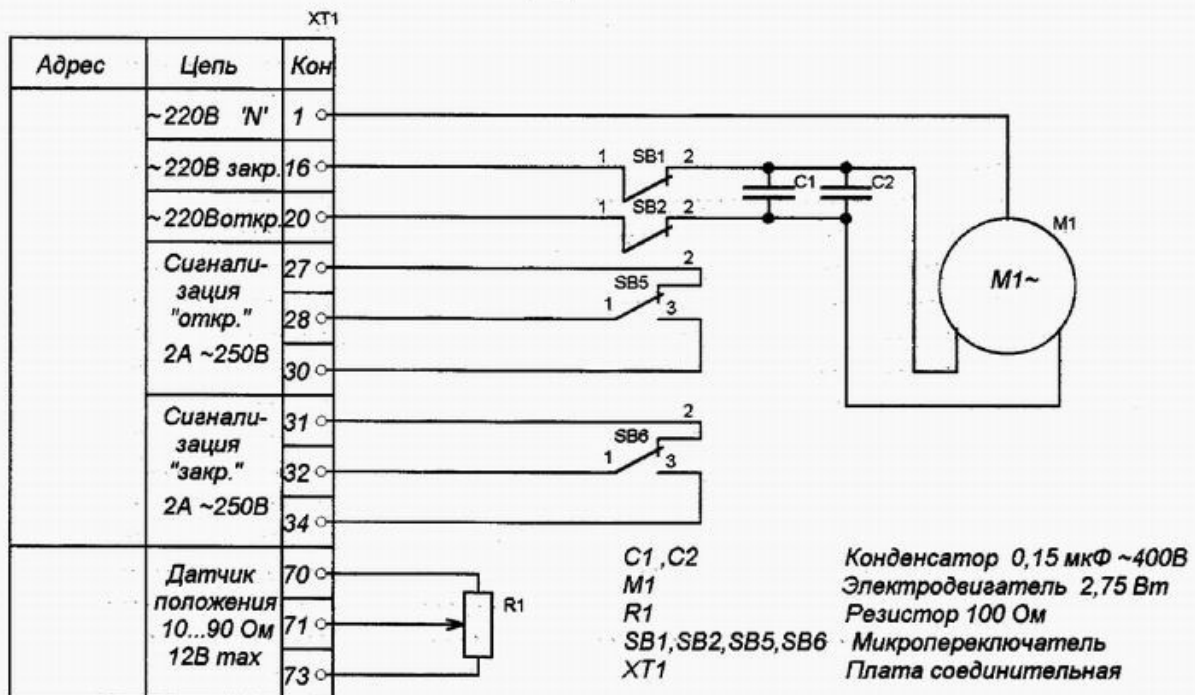 XT1
Адрес Цепь Кон
~220В 'N' 1
~220В закр. 16
1 SB1 2
C1 C2
~220Воткр. 20
1 SB2 2
M1
M1~
Сигнали-
зация
"откр."
2А ~250В
27
28
30
2
SB5
1 3
Сигнали-
зация
"закр."
2А ~250В
31
32
34
2
SB6
1 3
Датчик
положения
10...90 Ом
12В max
70
71
73
R1
C1 ,C2 Конденсатор 0,15 мкФ ~400В
M1 Электродвигатель 2,75 Вт
R1 Резистор 100 Ом
SB1,SB2,SB5,SB6 Микропереключатель
XT1 Плата соединительная